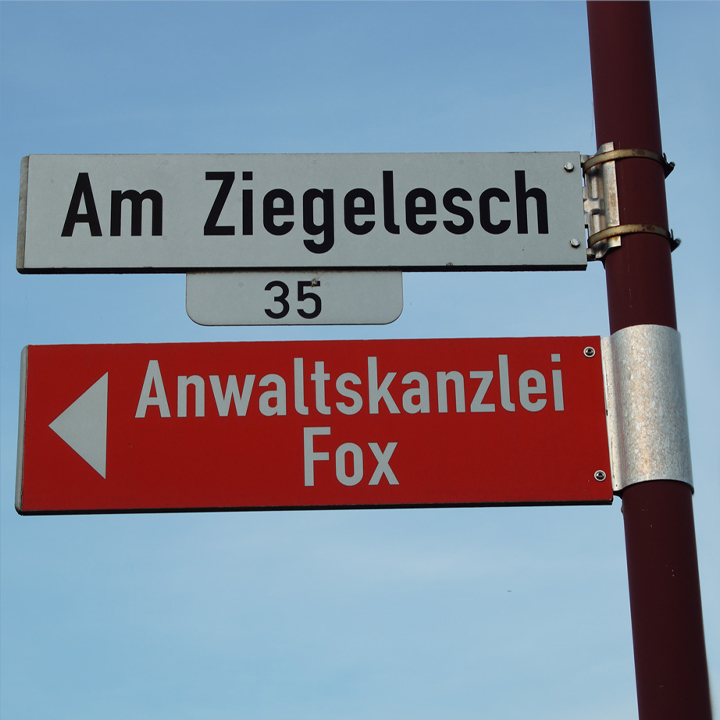 Am Ziegelesch
35
Anwaltskanzlei
Fox